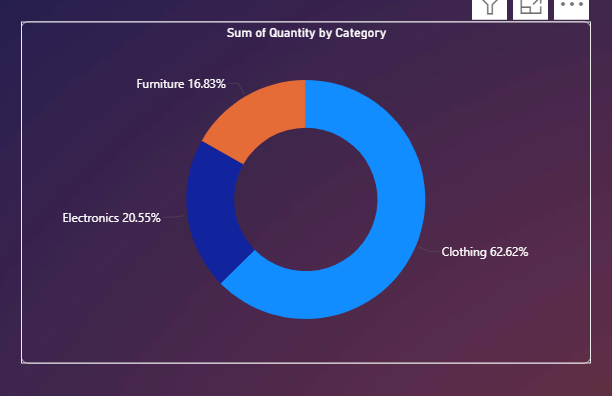 Sum of Quantity by Category
Furniture 16.83%
Electronics 20.55%
Clothing 62.62%